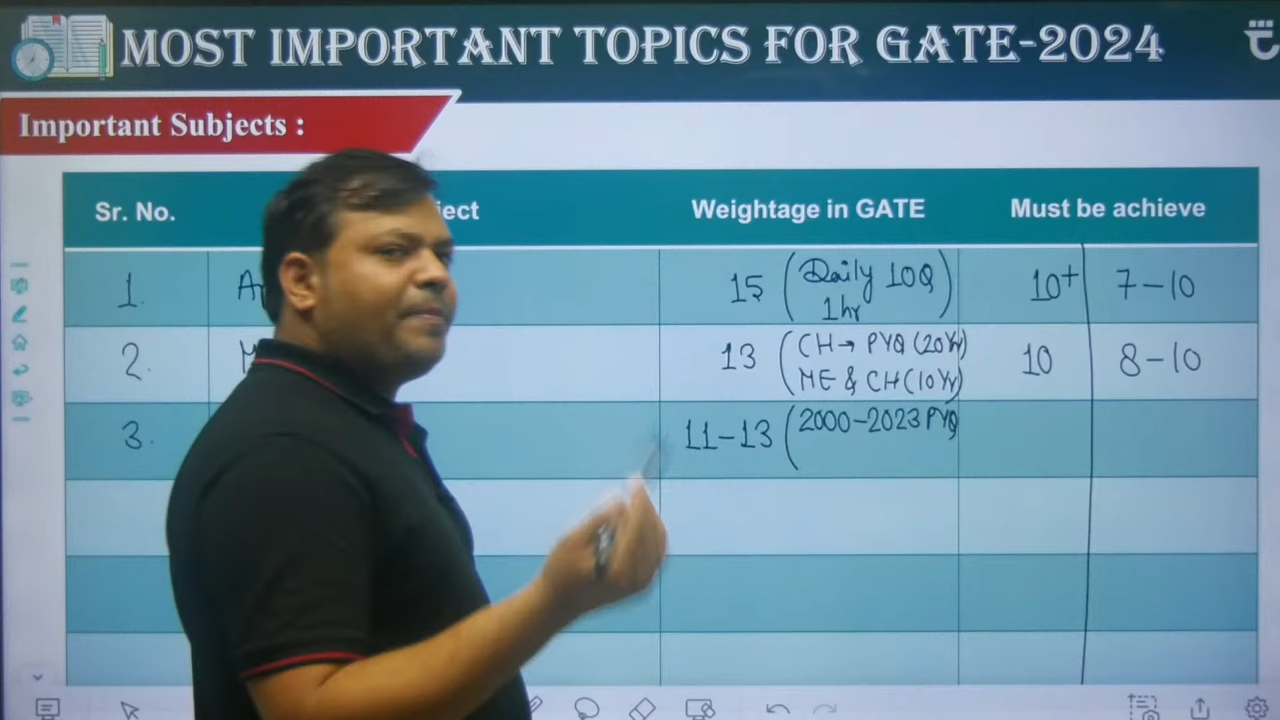 MOST IMPORTANT TOPICS FOR GATE-2024
Important Subjects :
Sr. No.
Weightage in GATE
Must be achieve
1.
15 (Daily 10Q
1hr)
10+
7-10
2.
13 (CH→ PYQ (20Yr)
ME & CH (10Yr))
10
8-10
3.
11-13 (2000-2023 PYQ